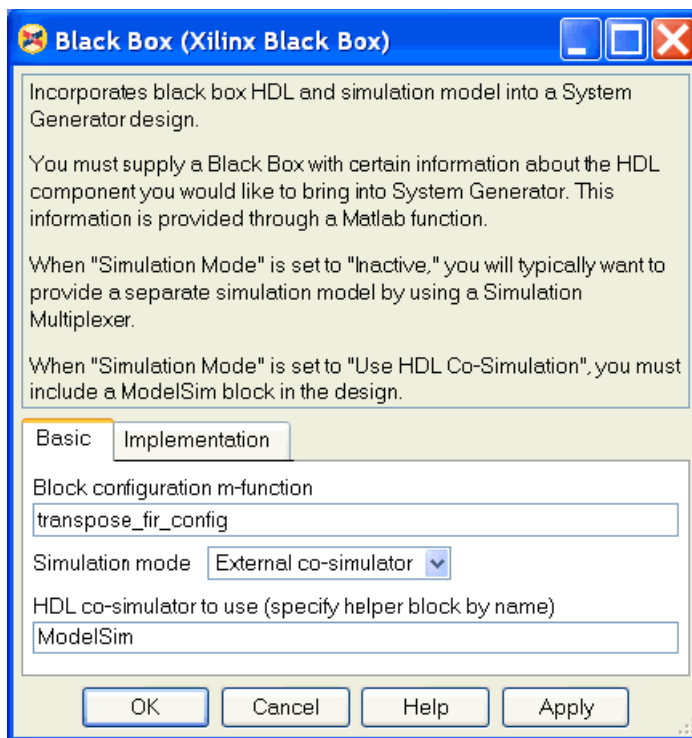 Black Box (Xilinx Black Box)
Incorporates black box HDL and simulation model into a System
Generator design.
You must supply a Black Box with certain information about the HDL
component you would like to bring into System Generator. This
information is provided through a Matlab function.
When "Simulation Mode" is set to "Inactive," you will typically want to
provide a separate simulation model by using a Simulation
Multiplexer.
When "Simulation Mode" is set to "Use HDL Co-Simulation", you must
include a ModelSim block in the design.
Basic Implementation
Block configuration m-function
transpose_fir_config
Simulation mode External co-simulator
HDL co-simulator to use (specify helper block by name)
ModelSim
OK Cancel Help Apply